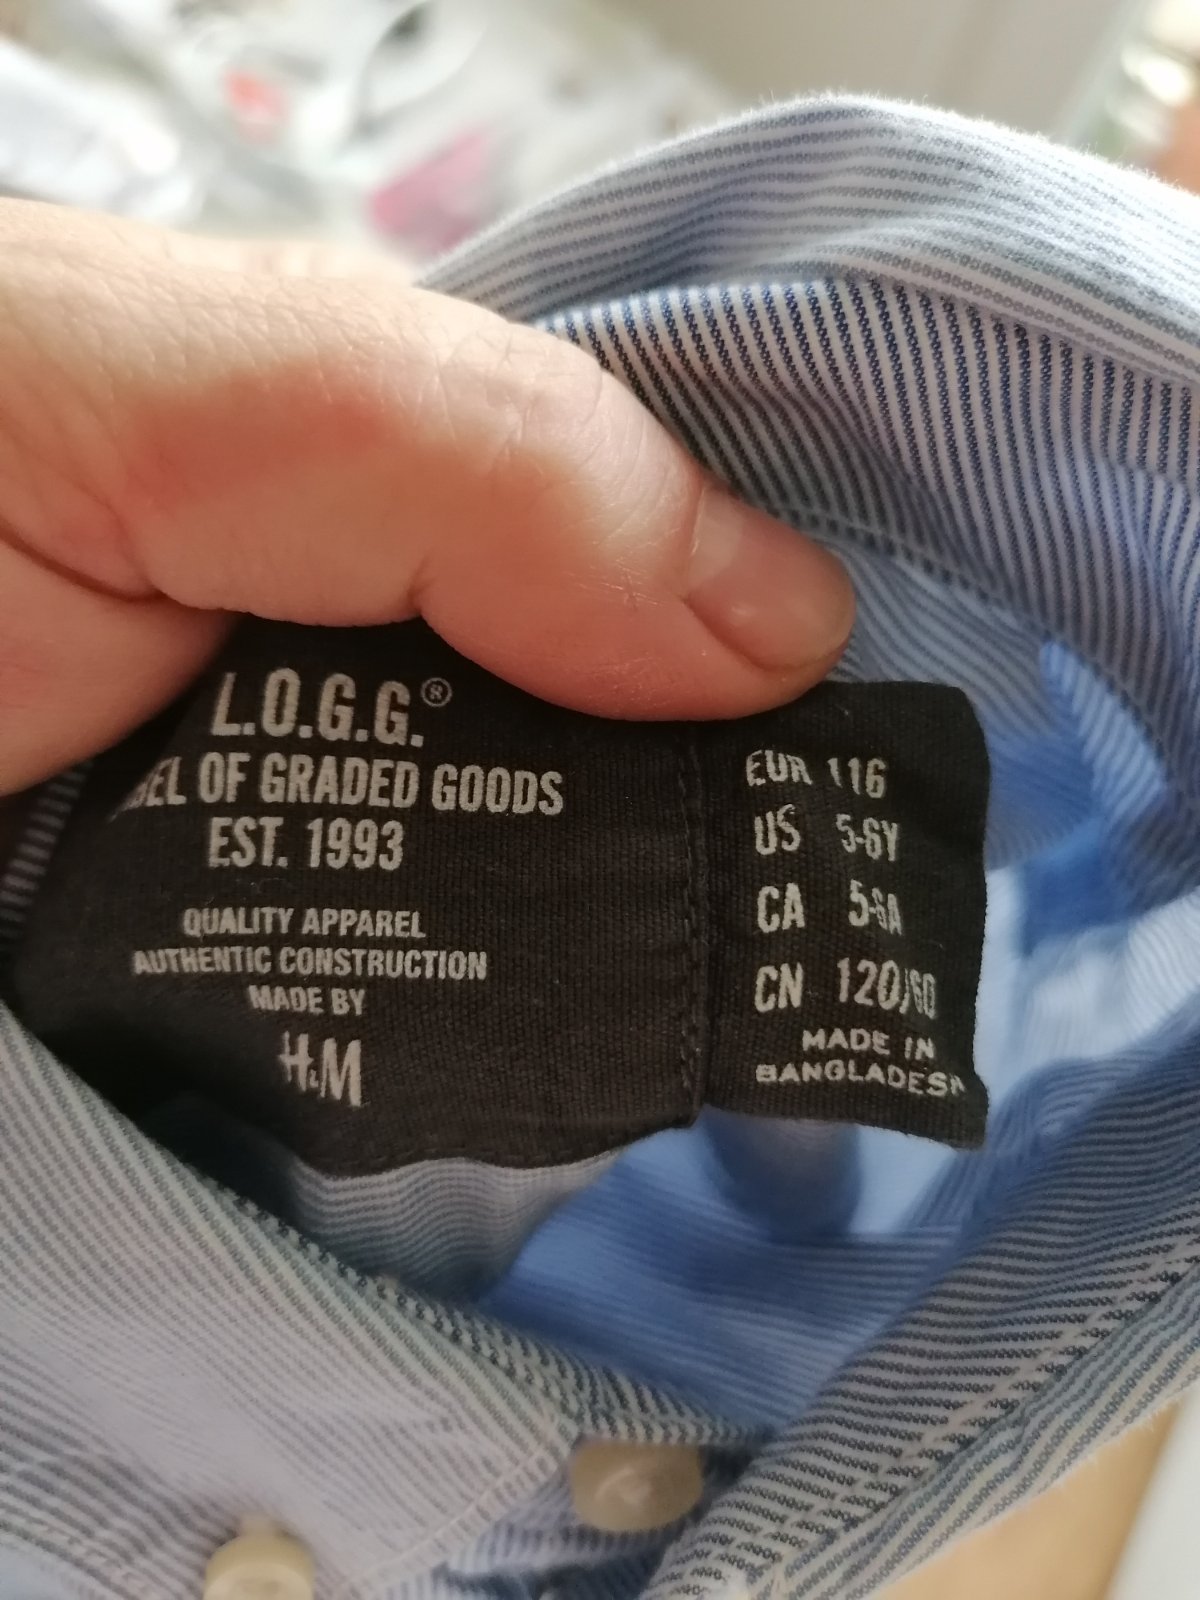 L.O.G.G.®
BEL OF GRADED GOODS
EST. 1993
QUALITY APPAREL
AUTHENTIC CONSTRUCTION
MADE BY
H&M
EUR 116
US 5-6Y
CA 5-6A
CN 120/60
MADE IN
BANGLADESH